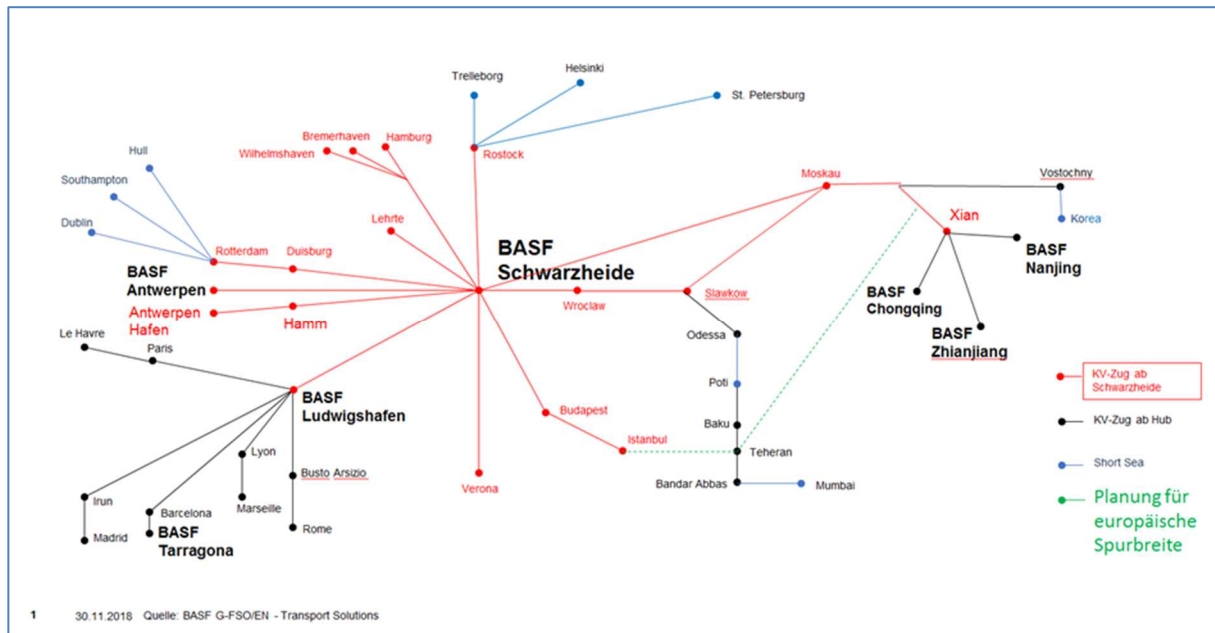 Trelleborg
Helsinki
St. Petersburg
Bremerhaven
Hamburg
Wilhelmshaven
Rostock
Hull
Southampton
Dublin
Lehrte
Moskau
Vostochny
Korea
Xian
BASF
Nanjing
BASF
Chongqing
BASF
Zhianjiang
Rotterdam
Duisburg
BASF
Schwarzheide
BASF
Antwerpen
Antwerpen
Hafen
Hamm
Wroclaw
Slawkow
Le Havre
Paris
Odessa
Poti
BASF
Ludwigshafen
Budapest
Baku
Istanbul
Teheran
Lyon
Busto Arsizio
Verona
Bandar Abbas
Mumbai
Irun
Barcelona
Marseille
Madrid
BASF
Tarragona
Rome
KV-Zug ab
Schwarzheide
KV-Zug ab Hub
Short Sea
Planung für
europäische
Spurbreite
1 30.11.2018 Quelle: BASF G-FSO/EN - Transport Solutions